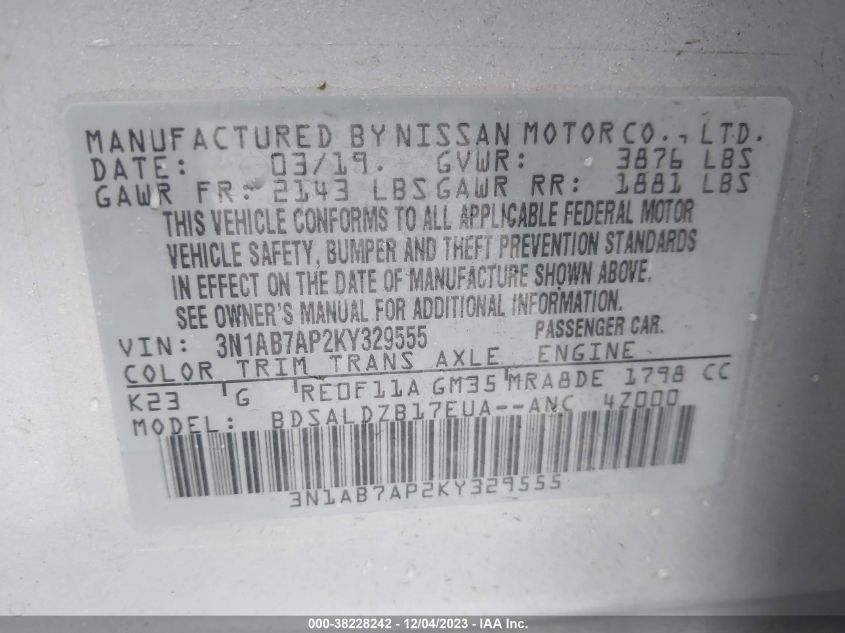 MANUFACTURED BY NISSAN MOTOR CO., LTD.
DATE: 03/19. GVWR: 3876 LBS
GAWR FR: 2143 LBS GAWR RR: 1881 LBS
THIS VEHICLE CONFORMS TO ALL APPLICABLE FEDERAL MOTOR
VEHICLE SAFETY, BUMPER AND THEFT PREVENTION STANDARDS
IN EFFECT ON THE DATE OF MANUFACTURE SHOWN ABOVE.
SEE OWNER'S MANUAL FOR ADDITIONAL INFORMATION.
VIN: 3N1AB7AP2KY329555 PASSENGER CAR.
COLOR TRIM TRANS AXLE ENGINE
K23 G RE0F11A GM35 MRA8DE 1798 CC
MODEL: BDSALDZB17EUA--ANC 4Z000
3N1AB7AP2KY329555
000-38228242 - 12/04/2023 - IAA Inc.